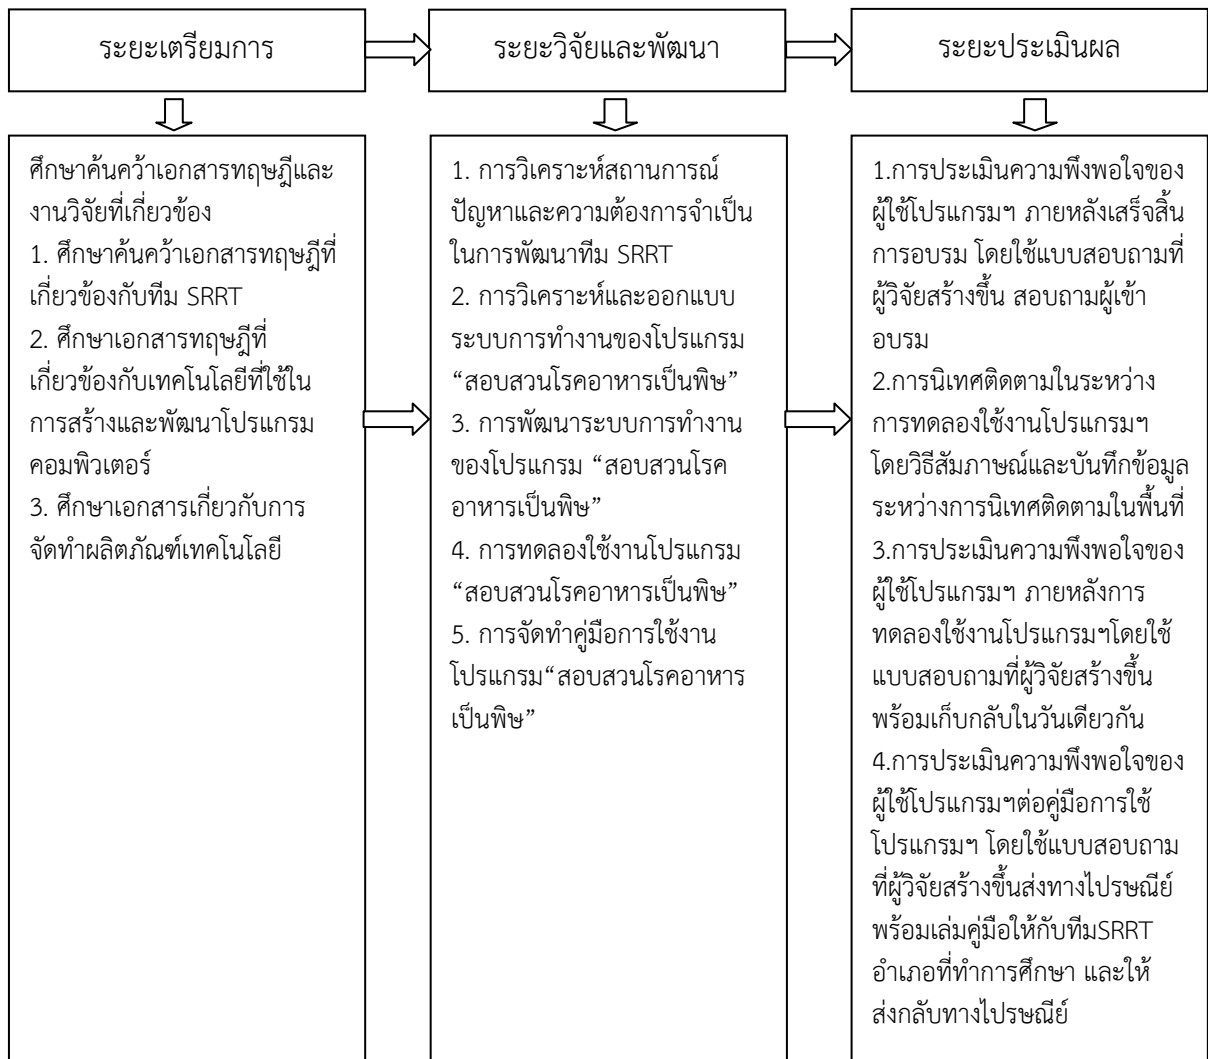 ระยะเตรียมการ
ระยะวิจัยและพัฒนา
ระยะประเมินผล
ศึกษาค้นคว้าเอกสารทฤษฎีและ
งานวิจัยที่เกี่ยวข้อง
1. ศึกษาค้นคว้าเอกสารทฤษฎีที่
เกี่ยวข้องกับทีม SRRT
2. ศึกษาเอกสารทฤษฎีที่
เกี่ยวข้องกับเทคโนโลยีที่ใช้ใน
การสร้างและพัฒนาโปรแกรม
คอมพิวเตอร์
3. ศึกษาเอกสารเกี่ยวกับการ
จัดทำผลิตภัณฑ์เทคโนโลยี
1. การวิเคราะห์สถานการณ์
ปัญหาและความต้องการจำเป็น
ในการพัฒนาทีม SRRT
2. การวิเคราะห์และออกแบบ
ระบบการทำงานของโปรแกรม
“สอบสวนโรคอาหารเป็นพิษ”
3. การพัฒนาระบบการทำงาน
ของโปรแกรม “สอบสวนโรค
อาหารเป็นพิษ”
4. การทดลองใช้งานโปรแกรม
“สอบสวนโรคอาหารเป็นพิษ”
5. การจัดทำคู่มือการใช้งาน
โปรแกรม“สอบสวนโรคอาหาร
เป็นพิษ”
1.การประเมินความพึงพอใจของ
ผู้ใช้โปรแกรมฯ ภายหลังเสร็จสิ้น
การอบรม โดยใช้แบบสอบถามที่
ผู้วิจัยสร้างขึ้น สอบถามผู้เข้า
อบรม
2.การนิเทศติดตามในระหว่าง
การทดลองใช้งานโปรแกรมฯ
โดยวิธีสัมภาษณ์และบันทึกข้อมูล
ระหว่างการนิเทศติดตามในพื้นที่
3.การประเมินความพึงพอใจของ
ผู้ใช้โปรแกรมฯ ภายหลังการ
ทดลองใช้งานโปรแกรมฯโดยใช้
แบบสอบถามที่ผู้วิจัยสร้างขึ้น
พร้อมเก็บกลับในวันเดียวกัน
4.การประเมินความพึงพอใจของ
ผู้ใช้โปรแกรมฯต่อคู่มือการใช้
โปรแกรมฯ โดยใช้แบบสอบถาม
ที่ผู้วิจัยสร้างขึ้นส่งทางไปรษณีย์
พร้อมเล่มคู่มือให้กับทีมSRRT
อำเภอที่ทำการศึกษา และให้
ส่งกลับทางไปรษณีย์